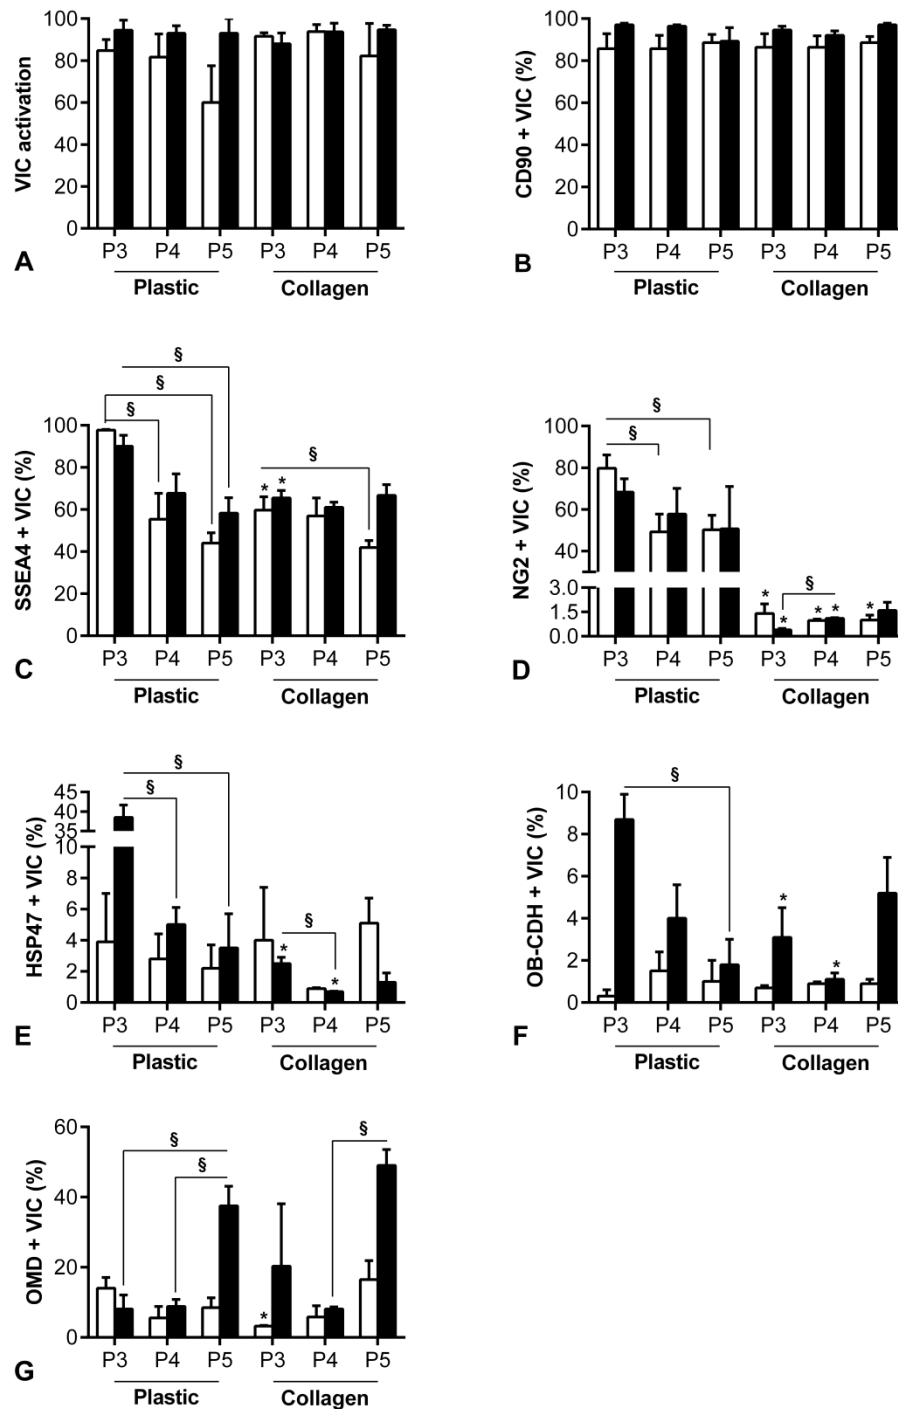 VIC activation
100
80
60
40
20
0
P3 P4 P5 P3 P4 P5
Plastic Collagen
A
CD90 + VIC (%)
100
80
60
40
20
0
P3 P4 P5 P3 P4 P5
Plastic Collagen
B
SSEA4 + VIC (%)
100
80
60
40
20
0
§
§
§
§
* *
P3 P4 P5 P3 P4 P5
Plastic Collagen
C
NG2 + VIC (%)
100
80
60
40
3.0
1.5
0.0
§
§
§
* * * * *
P3 P4 P5 P3 P4 P5
Plastic Collagen
D
HSP47 + VIC (%)
45
40
35
10
8
6
4
2
0
§
§
§
* *
P3 P4 P5 P3 P4 P5
Plastic Collagen
E
OB-CDH + VIC (%)
10
8
6
4
2
0
§
* *
P3 P4 P5 P3 P4 P5
Plastic Collagen
F
OMD + VIC (%)
60
40
20
0
§
§
§
*
P3 P4 P5 P3 P4 P5
Plastic Collagen
G